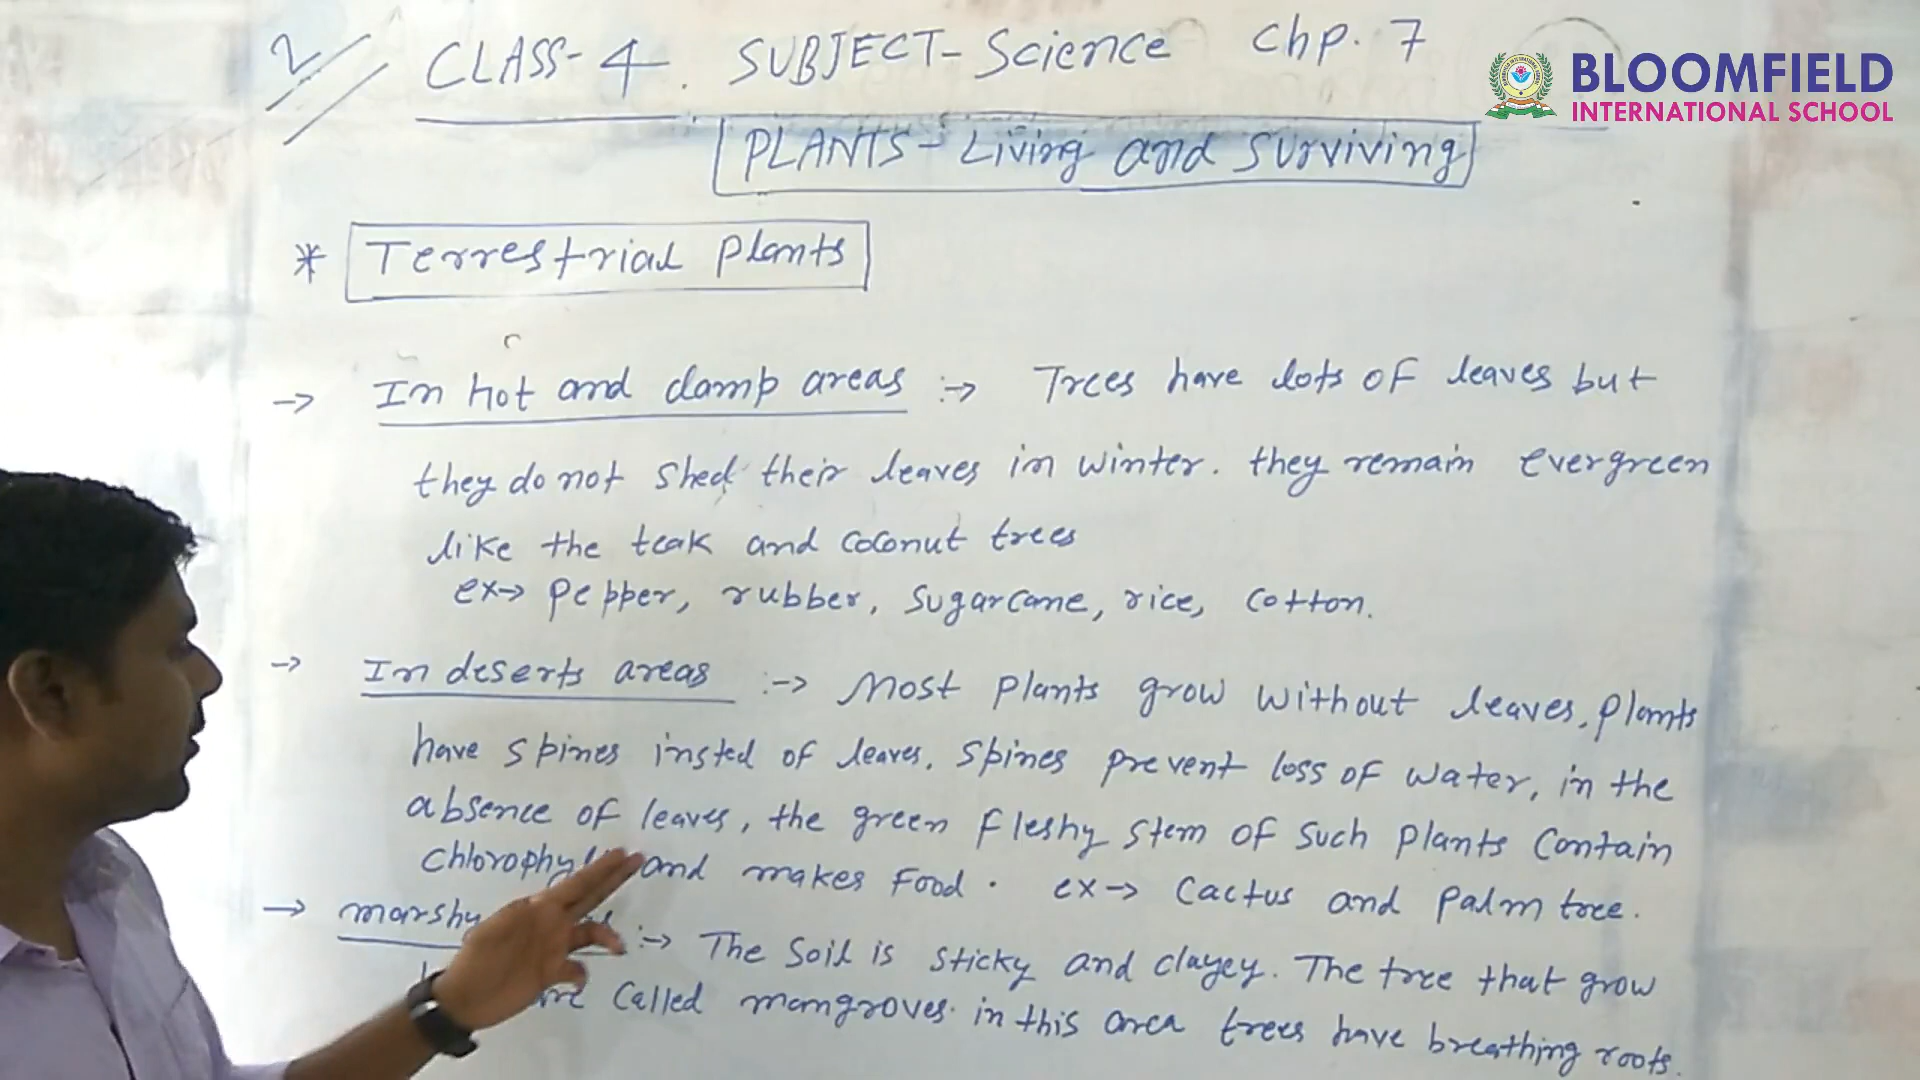 2//
CLASS-4. SUBJECT- Science Chp. 7
BLOOMFIELD
INTERNATIONAL SCHOOL
PLANTS- Living and Surviving
* Terrestrial Plants
-> In hot and damp areas :-> Trees have lots of leaves but
they do not shed their leaves in winter. they remain evergreen
like the teak and coconut trees
ex-> pepper, rubber, sugarcane, rice, cotton.
-> In deserts areas :-> Most plants grow without leaves, plants
have spines insted of leaves. Spines prevent loss of water, in the
absence of leaves, the green fleshy stem of such plants contain
and makes food. ex-> Cactus and palm tree.
-> marshy :-> The soil is sticky and clayey. The tree that grow
called mangroves. in this area trees have breathing roots.